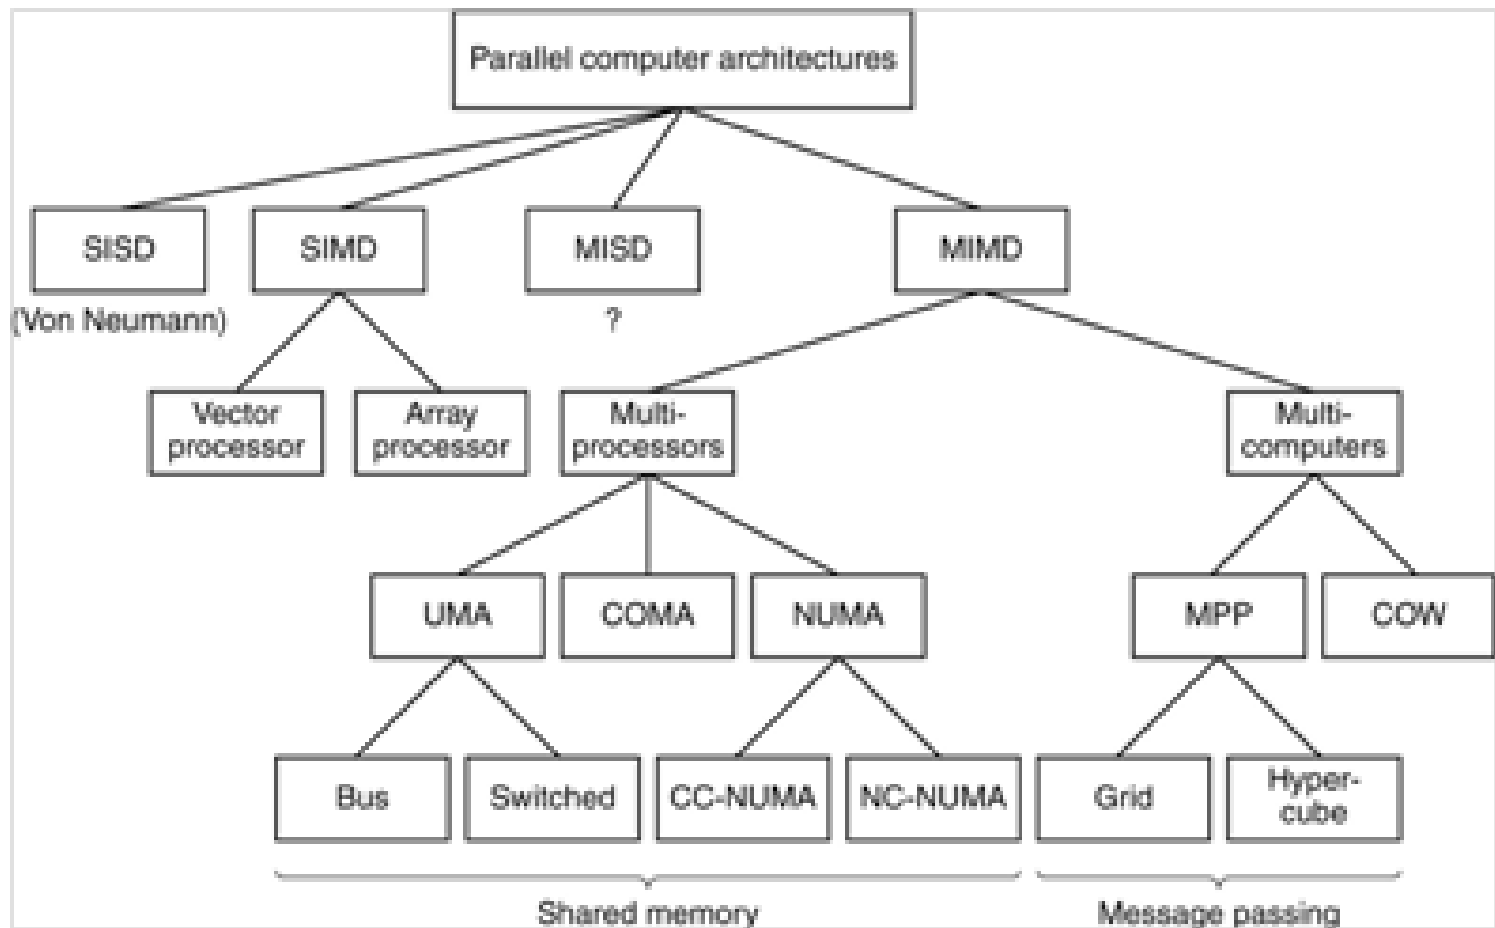 Parallel computer architectures
SISD
SIMD
MISD
MIMD
(Von Neumann)
?
Vector
processor
Array
processor
Multi-
processors
Multi-
computers
UMA
COMA
NUMA
MPP
COW
Bus
Switched
CC-NUMA
NC-NUMA
Grid
Hyper-
cube
Shared memory
Message passing